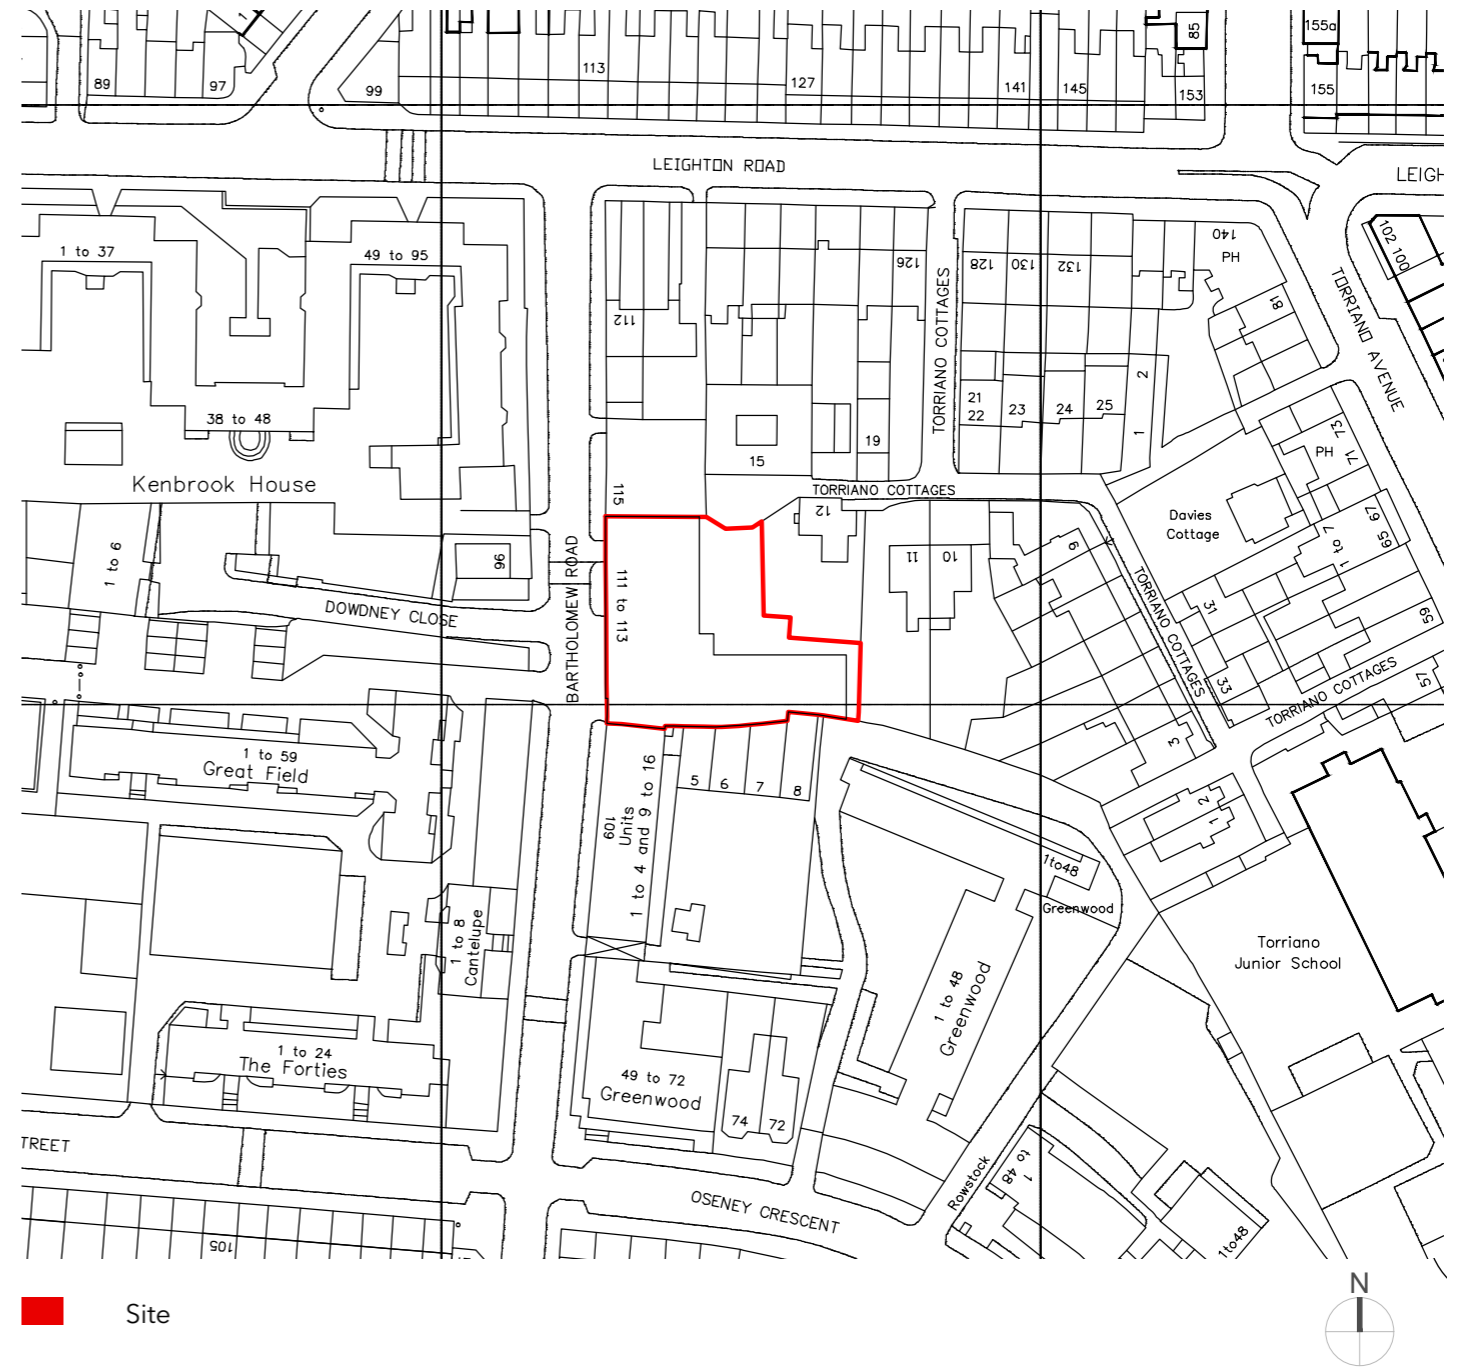 1
85
155a
89
97
99
113
127
141
145
153
155
LEIGHTON ROAD
LEIGH
1 to 37
49 to 95
112
126
128
130
132
140
PH
81
102 100
TORRIANO AVENUE
TORRIANO COTTAGES
38 to 48
15
19
21
22
23
24
25
2
1
73
PH
71
Kenbrook House
115
TORRIANO COTTAGES
12
Davies
Cottage
65 67
1 to 7
1 to 6
96
BARTHOLOMEW ROAD
111 to 113
11
10
9
DOWDNEY CLOSE
TORRIANO COTTAGES
31
59
33
TORRIANO COTTAGES
57
3
1 to 59
Great Field
Units
1 to 4 and 9 to 16
109
5
6
7
8
2
1
1to48
Greenwood
1 to 8
Cantelupe
1 to 48
Greenwood
Torriano
Junior School
1 to 24
The Forties
49 to 72
Greenwood
74
72
TREET
OSENEY CRESCENT
Rowstock
1
to
48
1to48
105
Site
N